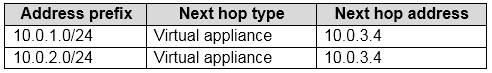 Address prefix Next hop type Next hop address
10.0.1.0/24 Virtual appliance 10.0.3.4
10.0.2.0/24 Virtual appliance 10.0.3.4